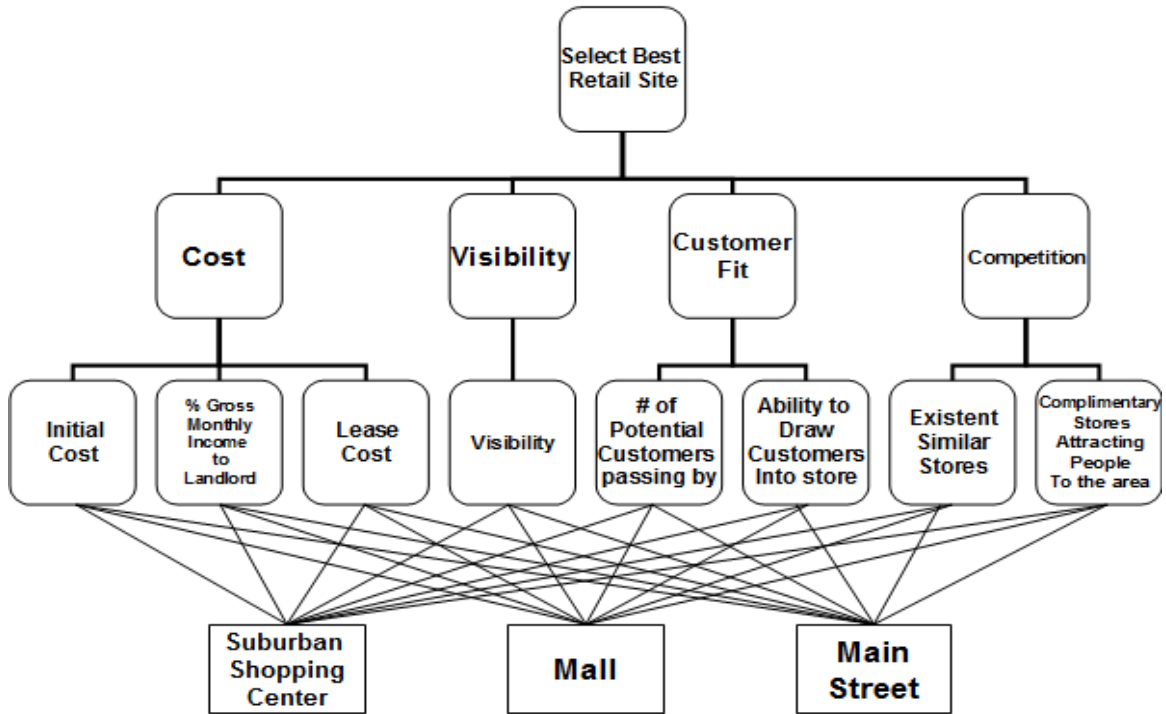 Select Best
Retail Site
Cost
Visibility
Customer
Fit
Competition
Initial
Cost
% Gross
Monthly
Income
to
Landlord
Lease
Cost
Visibility
# of
Potential
Customers
passing by
Ability to
Draw
Customers
Into store
Existent
Similar
Stores
Complimentary
Stores
Attracting
People
To the area
Suburban
Shopping
Center
Mall
Main
Street